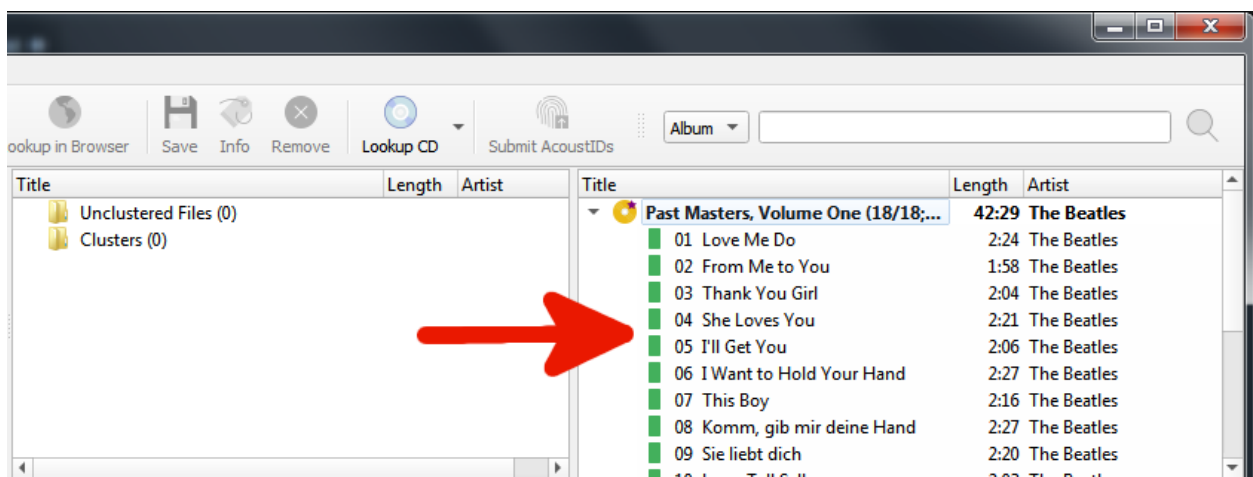 ookup in Browser Save Info Remove Lookup CD Submit AcoustIDs Album
Title Length Artist
Unclustered Files (0)
Clusters (0)
Title Length Artist
Past Masters, Volume One (18/18;... 42:29 The Beatles
01 Love Me Do 2:24 The Beatles
02 From Me to You 1:58 The Beatles
03 Thank You Girl 2:04 The Beatles
04 She Loves You 2:21 The Beatles
05 I'll Get You 2:06 The Beatles
06 I Want to Hold Your Hand 2:27 The Beatles
07 This Boy 2:16 The Beatles
08 Komm, gib mir deine Hand 2:27 The Beatles
09 Sie liebt dich 2:20 The Beatles